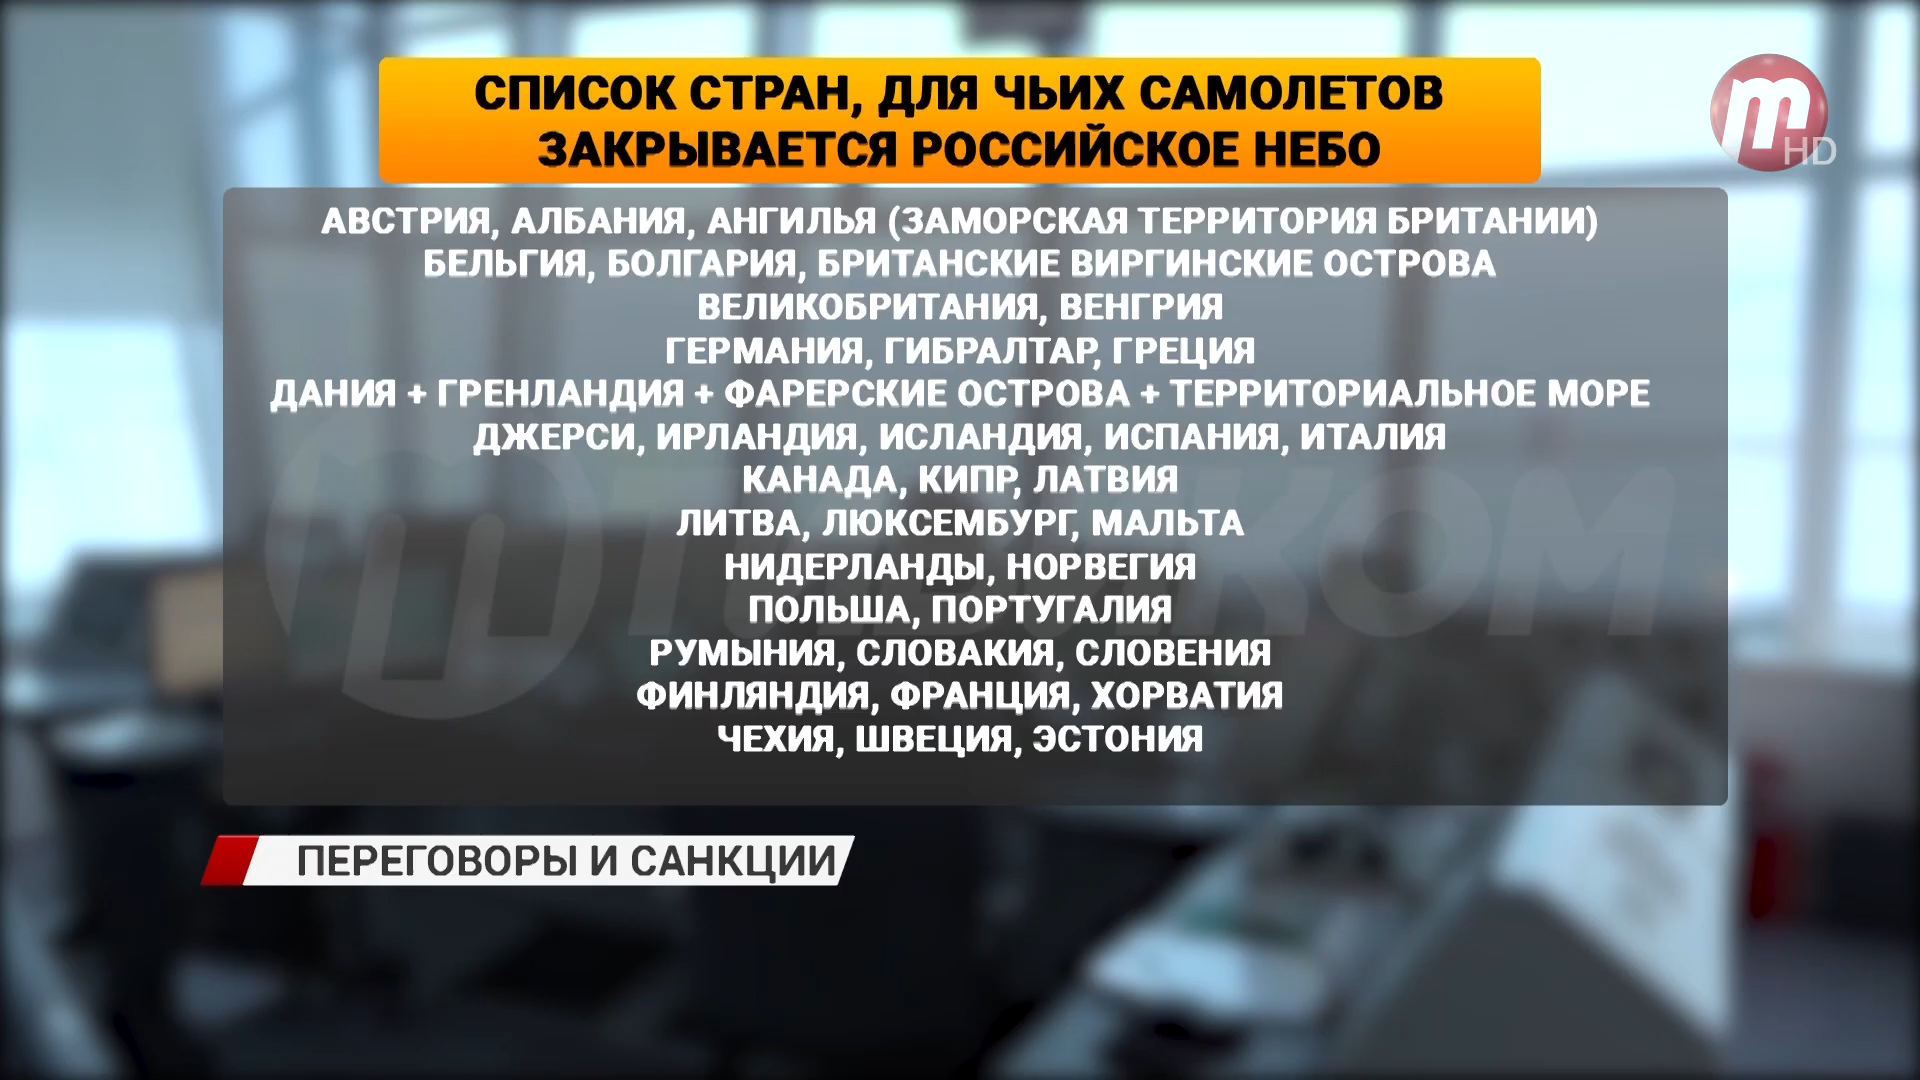 СПИСОК СТРАН, ДЛЯ ЧЬИХ САМОЛЕТОВ
ЗАКРЫВАЕТСЯ РОССИЙСКОЕ НЕБО
HD
АВСТРИЯ, АЛБАНИЯ, АНГИЛЬЯ (ЗАМОРСКАЯ ТЕРРИТОРИЯ БРИТАНИИ)
БЕЛЬГИЯ, БОЛГАРИЯ, БРИТАНСКИЕ ВИРГИНСКИЕ ОСТРОВА
ВЕЛИКОБРИТАНИЯ, ВЕНГРИЯ
ГЕРМАНИЯ, ГИБРАЛТАР, ГРЕЦИЯ
ДАНИЯ + ГРЕНЛАНДИЯ + ФАРЕРСКИЕ ОСТРОВА + ТЕРРИТОРИАЛЬНОЕ МОРЕ
ДЖЕРСИ, ИРЛАНДИЯ, ИСЛАНДИЯ, ИСПАНИЯ, ИТАЛИЯ
КАНАДА, КИПР, ЛАТВИЯ
ЛИТВА, ЛЮКСЕМБУРГ, МАЛЬТА
НИДЕРЛАНДЫ, НОРВЕГИЯ
ПОЛЬША, ПОРТУГАЛИЯ
РУМЫНИЯ, СЛОВАКИЯ, СЛОВЕНИЯ
ФИНЛЯНДИЯ, ФРАНЦИЯ, ХОРВАТИЯ
ЧЕХИЯ, ШВЕЦИЯ, ЭСТОНИЯ
ПЕРЕГОВОРЫ И САНКЦИИ